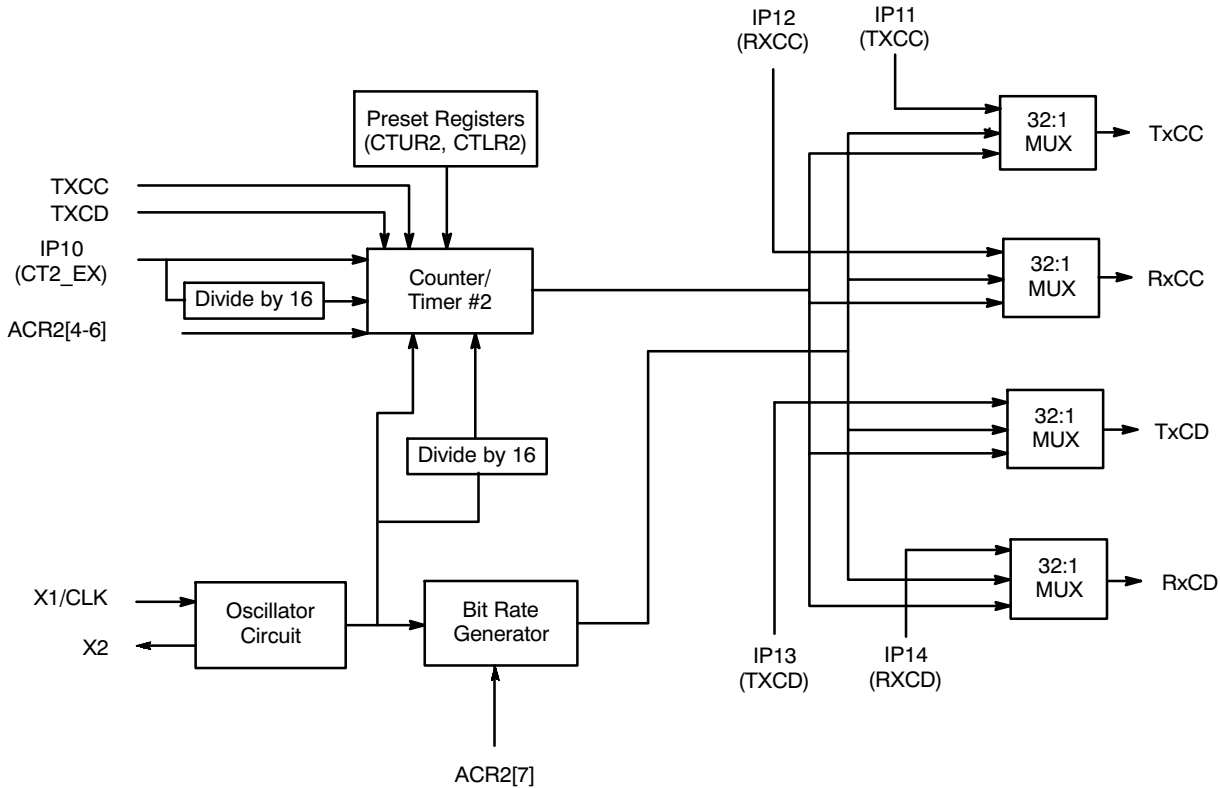 IP12
(RXCC)
IP11
(TXCC)
Preset Registers
(CTUR2, CTLR2)
32:1
MUX
TxCC
TXCC
TXCD
IP10
(CT2_EX)
Divide by 16
ACR2[4-6]
Counter/
Timer #2
32:1
MUX
RxCC
32:1
MUX
TxCD
Divide by 16
32:1
MUX
RxCD
X1/CLK
X2
Oscillator
Circuit
Bit Rate
Generator
IP13
(TXCD)
IP14
(RXCD)
ACR2[7]